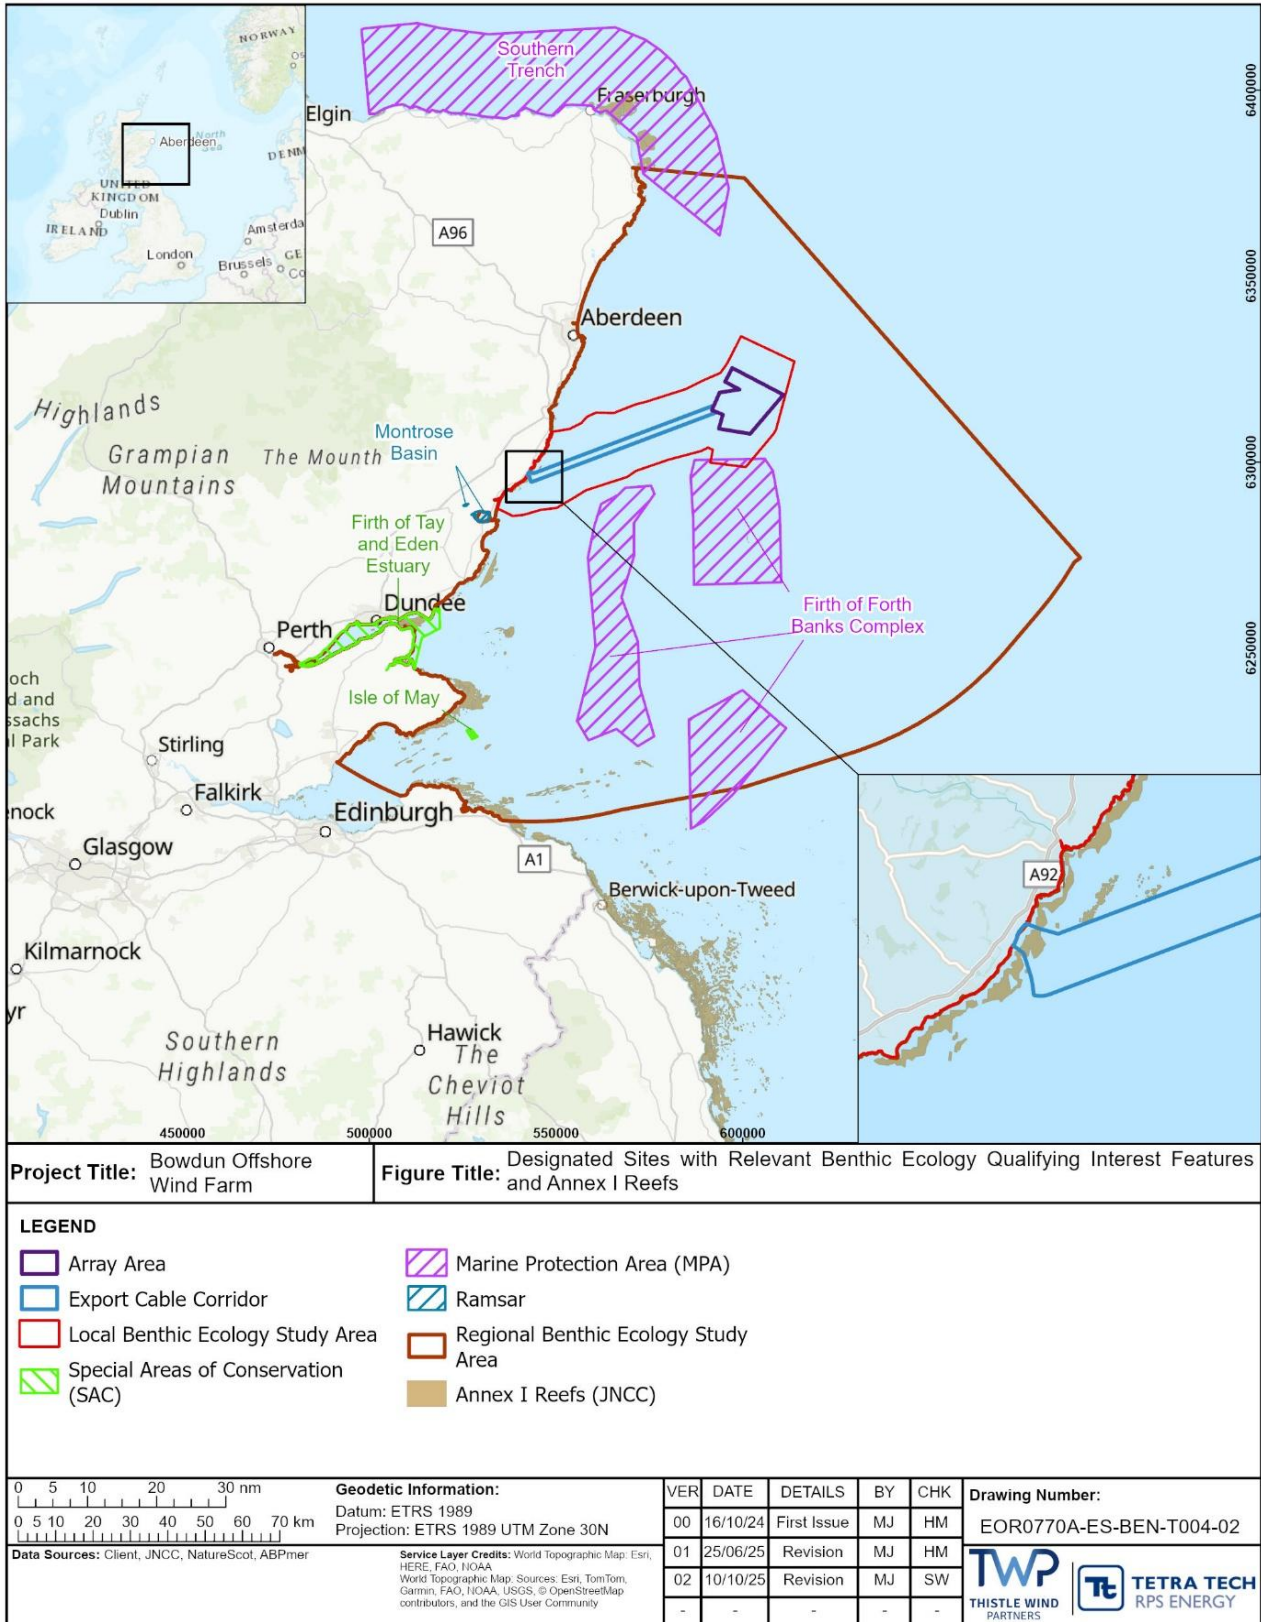 NORWAY
Os
North
Sea
Aberdeen
DENM
UNITED
KINGDOM
Dublin
IRELAND
Amsterda
London
Brussels
GE
Co
Southern
Trench
Fraserburgh
Elgin
6400000
A96
6350000
Aberdeen
Highlands
Grampian
Mountains
The Mounth
Montrose
Basin
6300000
Firth of Tay
and Eden
Estuary
Dundee
Perth
Firth of Forth
Banks Complex
6250000
och
d and
ssachs
al Park
Isle of May
Stirling
Falkirk
enock
Edinburgh
Glasgow
A1
A92
Berwick-upon-Tweed
Kilmarnock
yr
Southern
Highlands
Hawick
The
Cheviot
Hills
450000 500000 550000 600000
Project Title: Bowdun Offshore
Wind Farm
Figure Title: Designated Sites with Relevant Benthic Ecology Qualifying Interest Features
and Annex I Reefs
LEGEND
Array Area
Export Cable Corridor
Local Benthic Ecology Study Area
Special Areas of Conservation
(SAC)
Marine Protection Area (MPA)
Ramsar
Regional Benthic Ecology Study
Area
Annex I Reefs (JNCC)
0 5 10 20 30 nm
0 5 10 20 30 40 50 60 70 km
Geodetic Information:
Datum: ETRS 1989
Projection: ETRS 1989 UTM Zone 30N
Data Sources: Client, JNCC, NatureScot, ABPmer
Service Layer Credits: World Topographic Map: Esri,
HERE, FAO, NOAA
World Topographic Map: Sources: Esri, TomTom,
Garmin, FAO, NOAA, USGS, © OpenStreetMap
contributors, and the GIS User Community
VER DATE DETAILS BY CHK
00 16/10/24 First Issue MJ HM
01 25/06/25 Revision MJ HM
02 10/10/25 Revision MJ SW
- - - - -
Drawing Number:
EOR0770A-ES-BEN-T004-02
TWP
THISTLE WIND
PARTNERS
Tt
TETRA TECH
RPS ENERGY